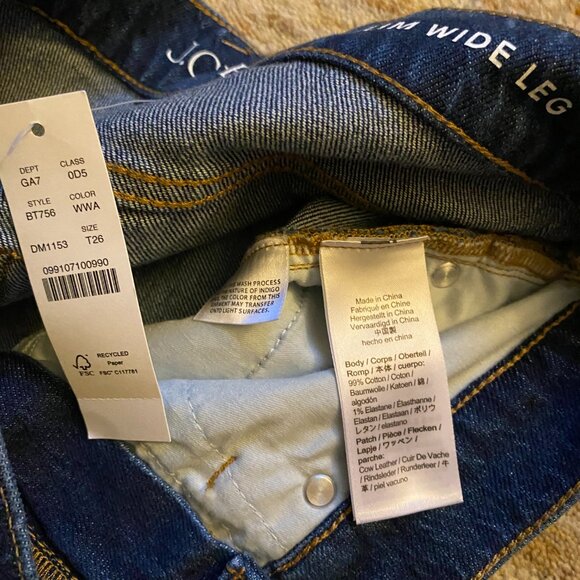 J.C
SLIM WIDE LEG
DEPT CLASS
GA7 0D5
STYLE COLOR
BT756 WWA
SIZE
DM1153 T26
099107100990
FSC
RECYCLED
Paper
FSC® C117761
WASH PROCESS
THE NATURE OF INDIGO
THE COLOR FROM THIS
GARMENT MAY TRANSFER
ONTO LIGHT SURFACES.
Made in China
Fabriqué en Chine
Hergestellt in China
Vervaardigd in China
中国製
hecho en china
Body / Corps / Obertell /
Romp / 本体 / cuerpo:
99% Cotton / Coton /
Baumwolle / Katoen / 綿 /
algodón
1% Elastane / Élasthanne /
Elastan / Elastaan / ポリウ
レタン / elastano
Patch / Pièce / Flecken /
Lapje / ワッペン /
parche:
Cow Leather / Cuir De Vache
/ Rindsleder / Runderleer / 牛
革 / piel vacuno